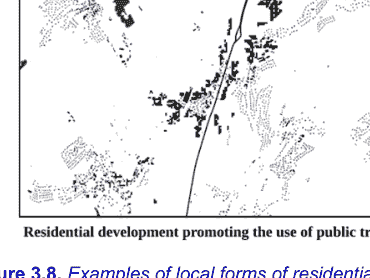 Residential development promoting the use of public tr
ure 3.8. Examples of local forms of residentia